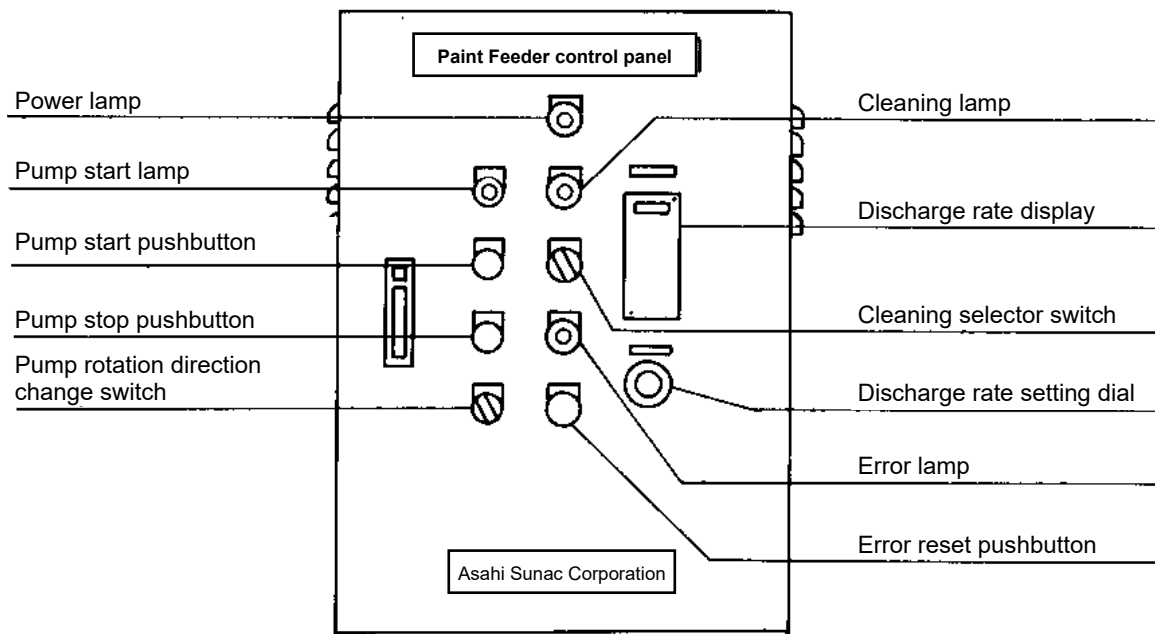 Paint Feeder control panel
Power lamp
Cleaning lamp
Pump start lamp
Discharge rate display
Pump start pushbutton
Pump stop pushbutton
Cleaning selector switch
Pump rotation direction
change switch
Discharge rate setting dial
Error lamp
Error reset pushbutton
Asahi Sunac Corporation